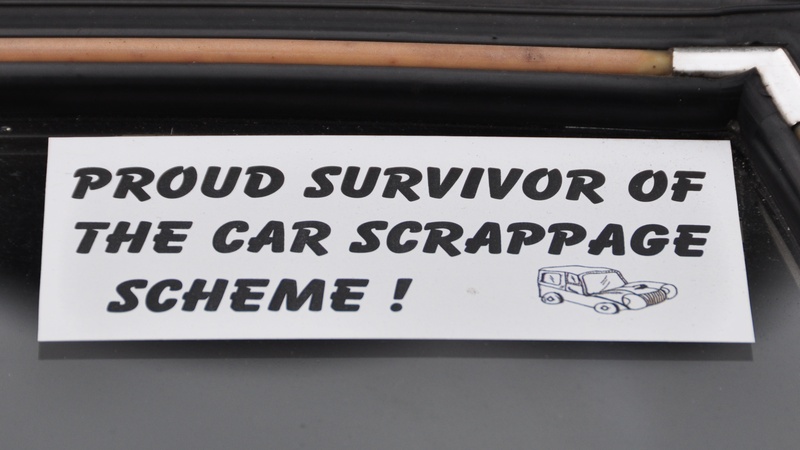 PROUD SURVIVOR OF
THE CAR SCRAPPAGE
SCHEME !